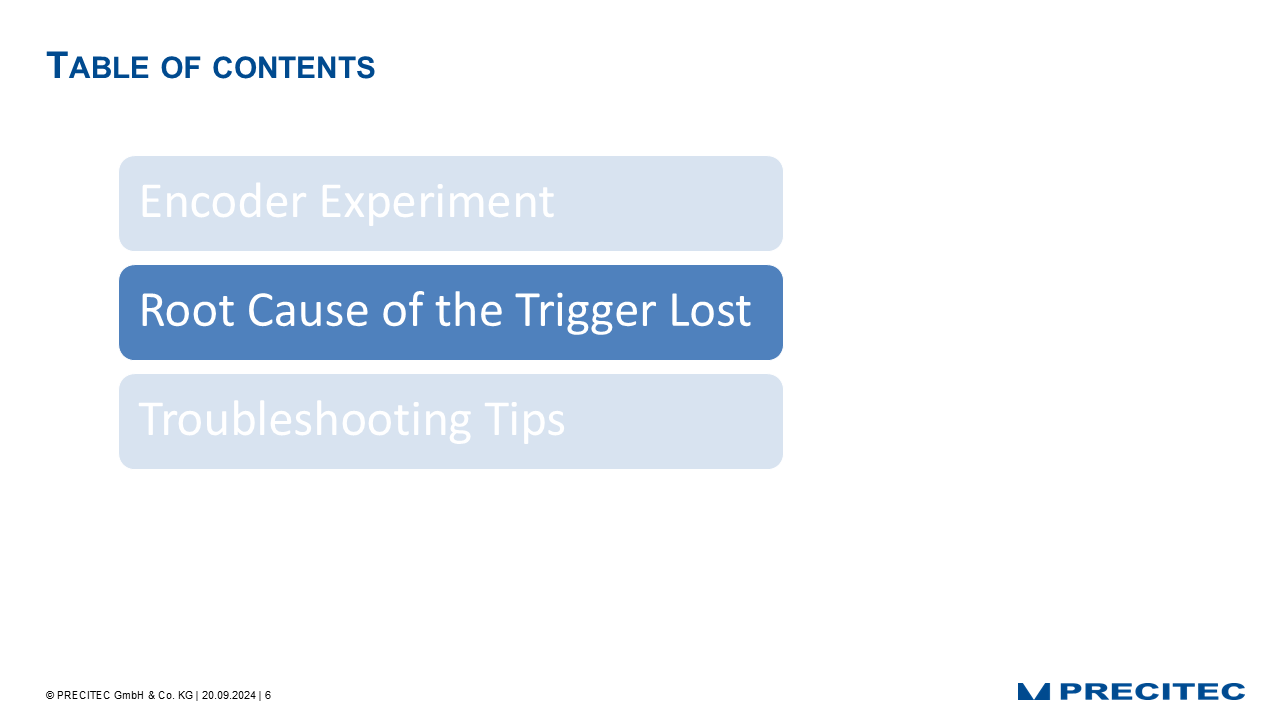 TABLE OF CONTENTS
Encoder Experiment
Root Cause of the Trigger Lost
Troubleshooting Tips
© PRECITEC GmbH & Co. KG | 20.09.2024 | 6
PRECITEC